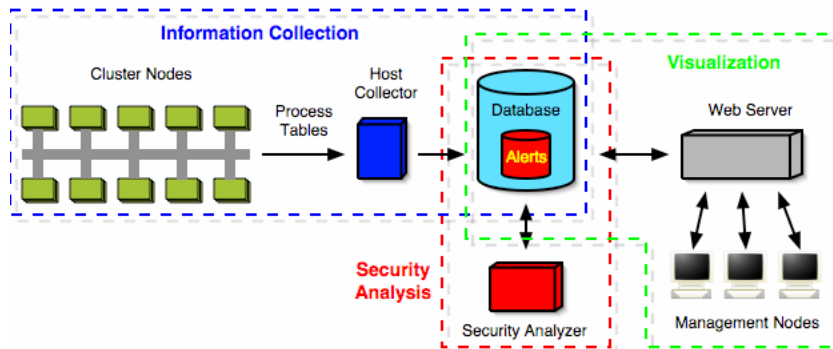 Information Collection
Visualization
Cluster Nodes
Host
Collector
Process
Tables
Database
Alerts
Web Server
Security
Analysis
Security Analyzer
Management Nodes